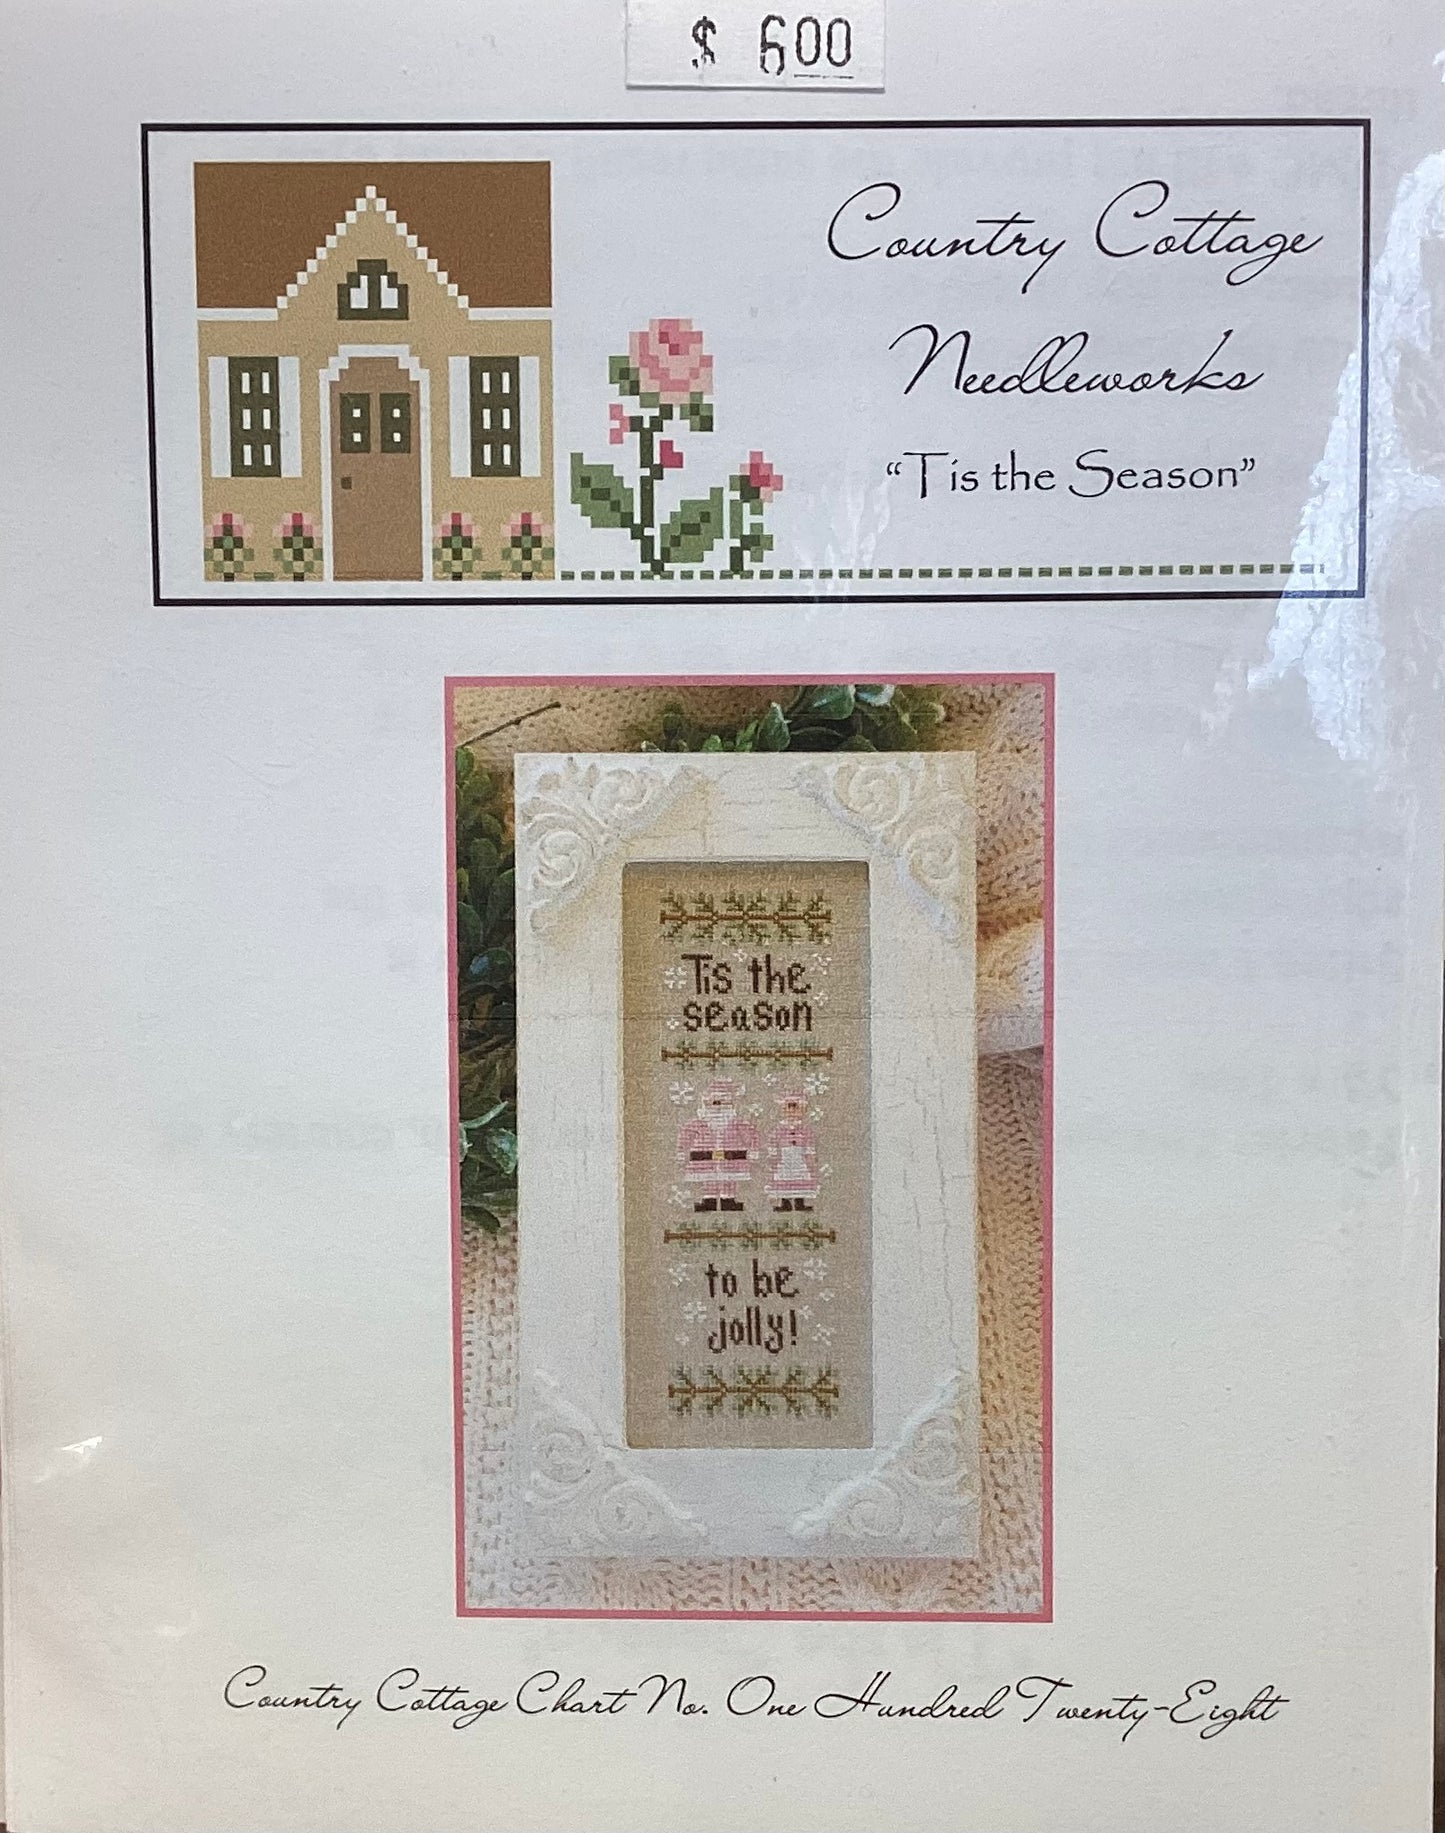 $ 600
Country Cottage
Needleworks
“Tis the Season”
Tis the
season
to be
jolly!
Country Cottage Chart No. One Hundred Twenty-Eight